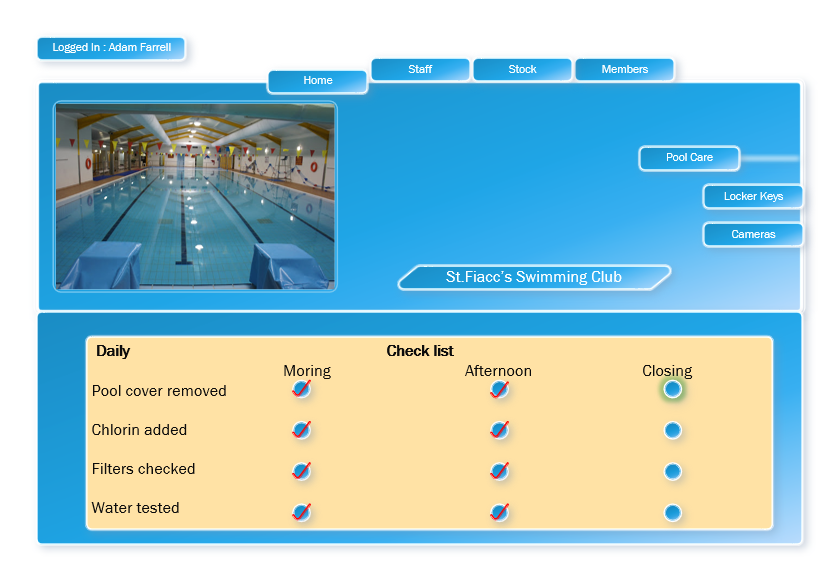 Logged In : Adam Farrell
Home
Staff
Stock
Members
Pool Care
Locker Keys
Cameras
St.Fiacc's Swimming Club
Daily Check list
Moring Afternoon Closing
Pool cover removed
Chlorin added
Filters checked
Water tested